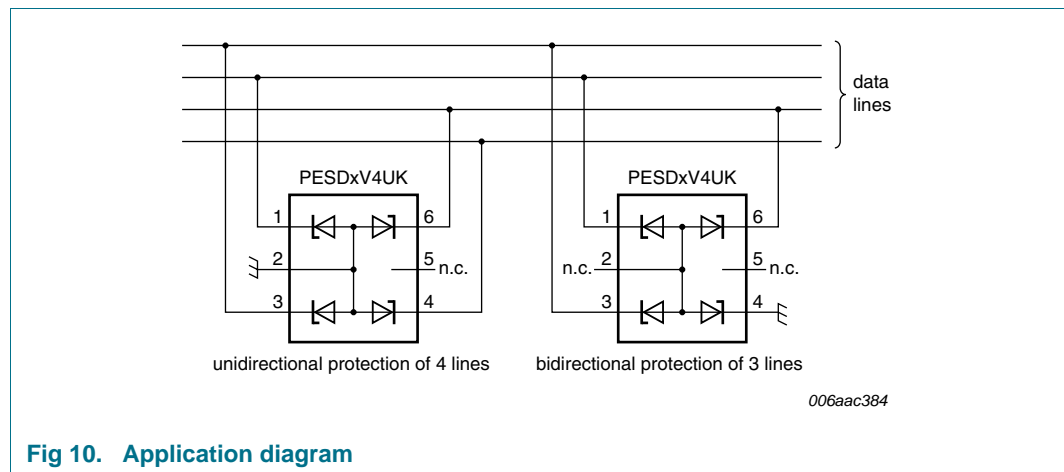 data
lines
PESDxV4UK
PESDxV4UK
1
6
1
6
2
5
n.c.
n.c.
2
5
n.c.
3
4
3
4
unidirectional protection of 4 lines
bidirectional protection of 3 lines
006aac384
Fig 10. Application diagram